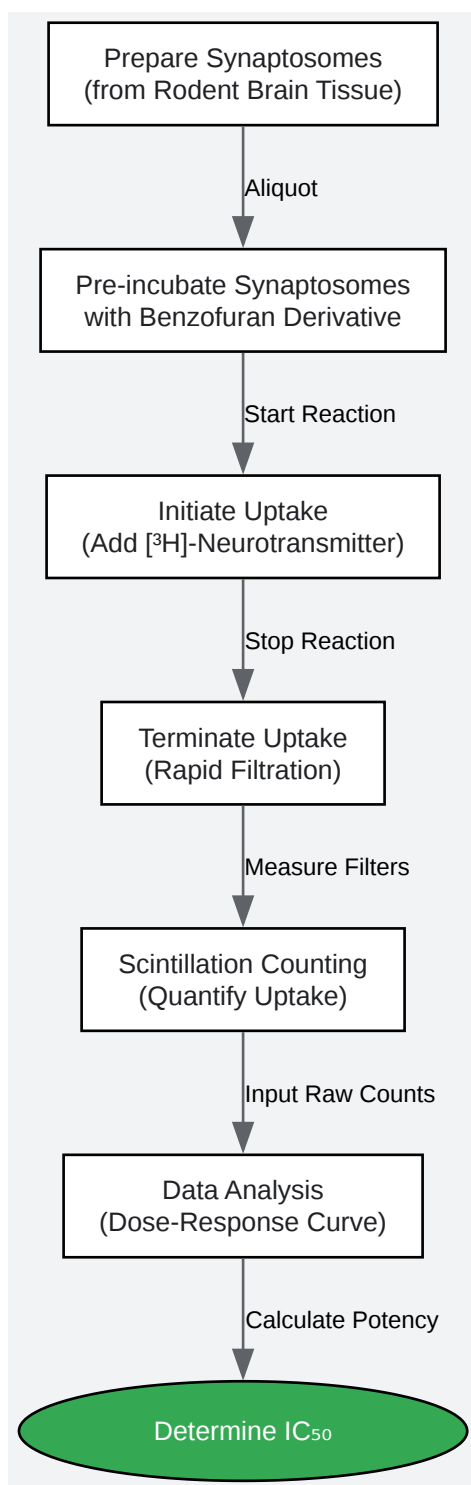 Prepare Synaptosomes
(from Rodent Brain Tissue)
Aliquot
Pre-incubate Synaptosomes
with Benzofuran Derivative
Start Reaction
Initiate Uptake
(Add [³H]-Neurotransmitter)
Stop Reaction
Terminate Uptake
(Rapid Filtration)
Measure Filters
Scintillation Counting
(Quantify Uptake)
Input Raw Counts
Data Analysis
(Dose-Response Curve)
Calculate Potency
Determine IC₅₀